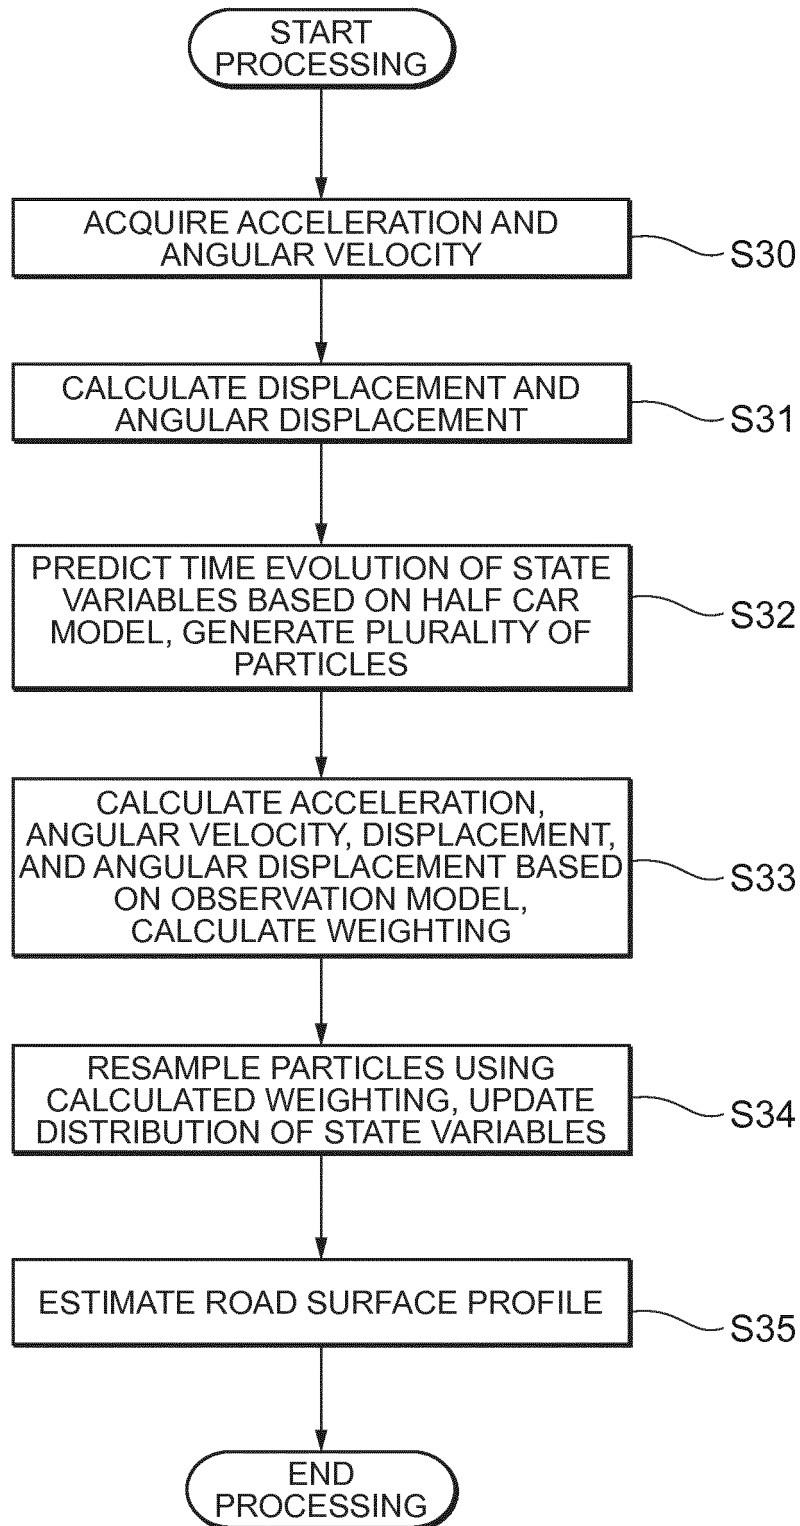 START
PROCESSING
ACQUIRE ACCELERATION AND
ANGULAR VELOCITY
S30
CALCULATE DISPLACEMENT AND
ANGULAR DISPLACEMENT
S31
PREDICT TIME EVOLUTION OF STATE
VARIABLES BASED ON HALF CAR
MODEL, GENERATE PLURALITY OF
PARTICLES
S32
CALCULATE ACCELERATION,
ANGULAR VELOCITY, DISPLACEMENT,
AND ANGULAR DISPLACEMENT BASED
ON OBSERVATION MODEL,
CALCULATE WEIGHTING
S33
RESAMPLE PARTICLES USING
CALCULATED WEIGHTING, UPDATE
DISTRIBUTION OF STATE VARIABLES
S34
ESTIMATE ROAD SURFACE PROFILE
S35
END
PROCESSING